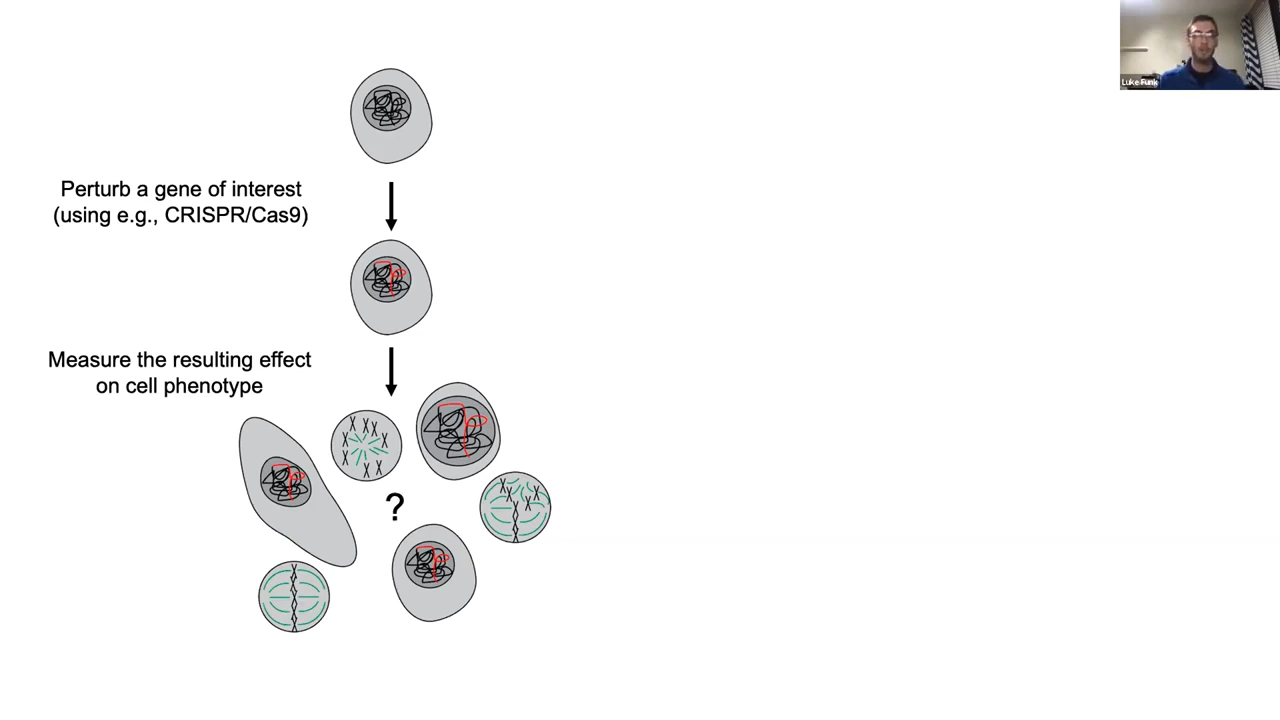 Luke Funk
Perturb a gene of interest
(using e.g., CRISPR/Cas9)
Measure the resulting effect
on cell phenotype
?